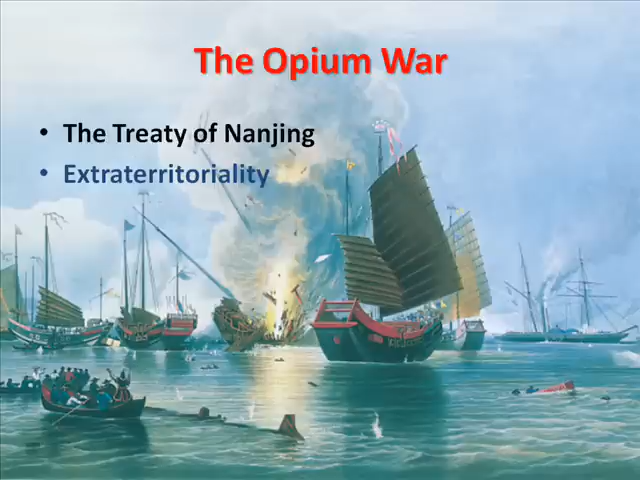 The Opium War
• The Treaty of Nanjing
• Extraterritoriality